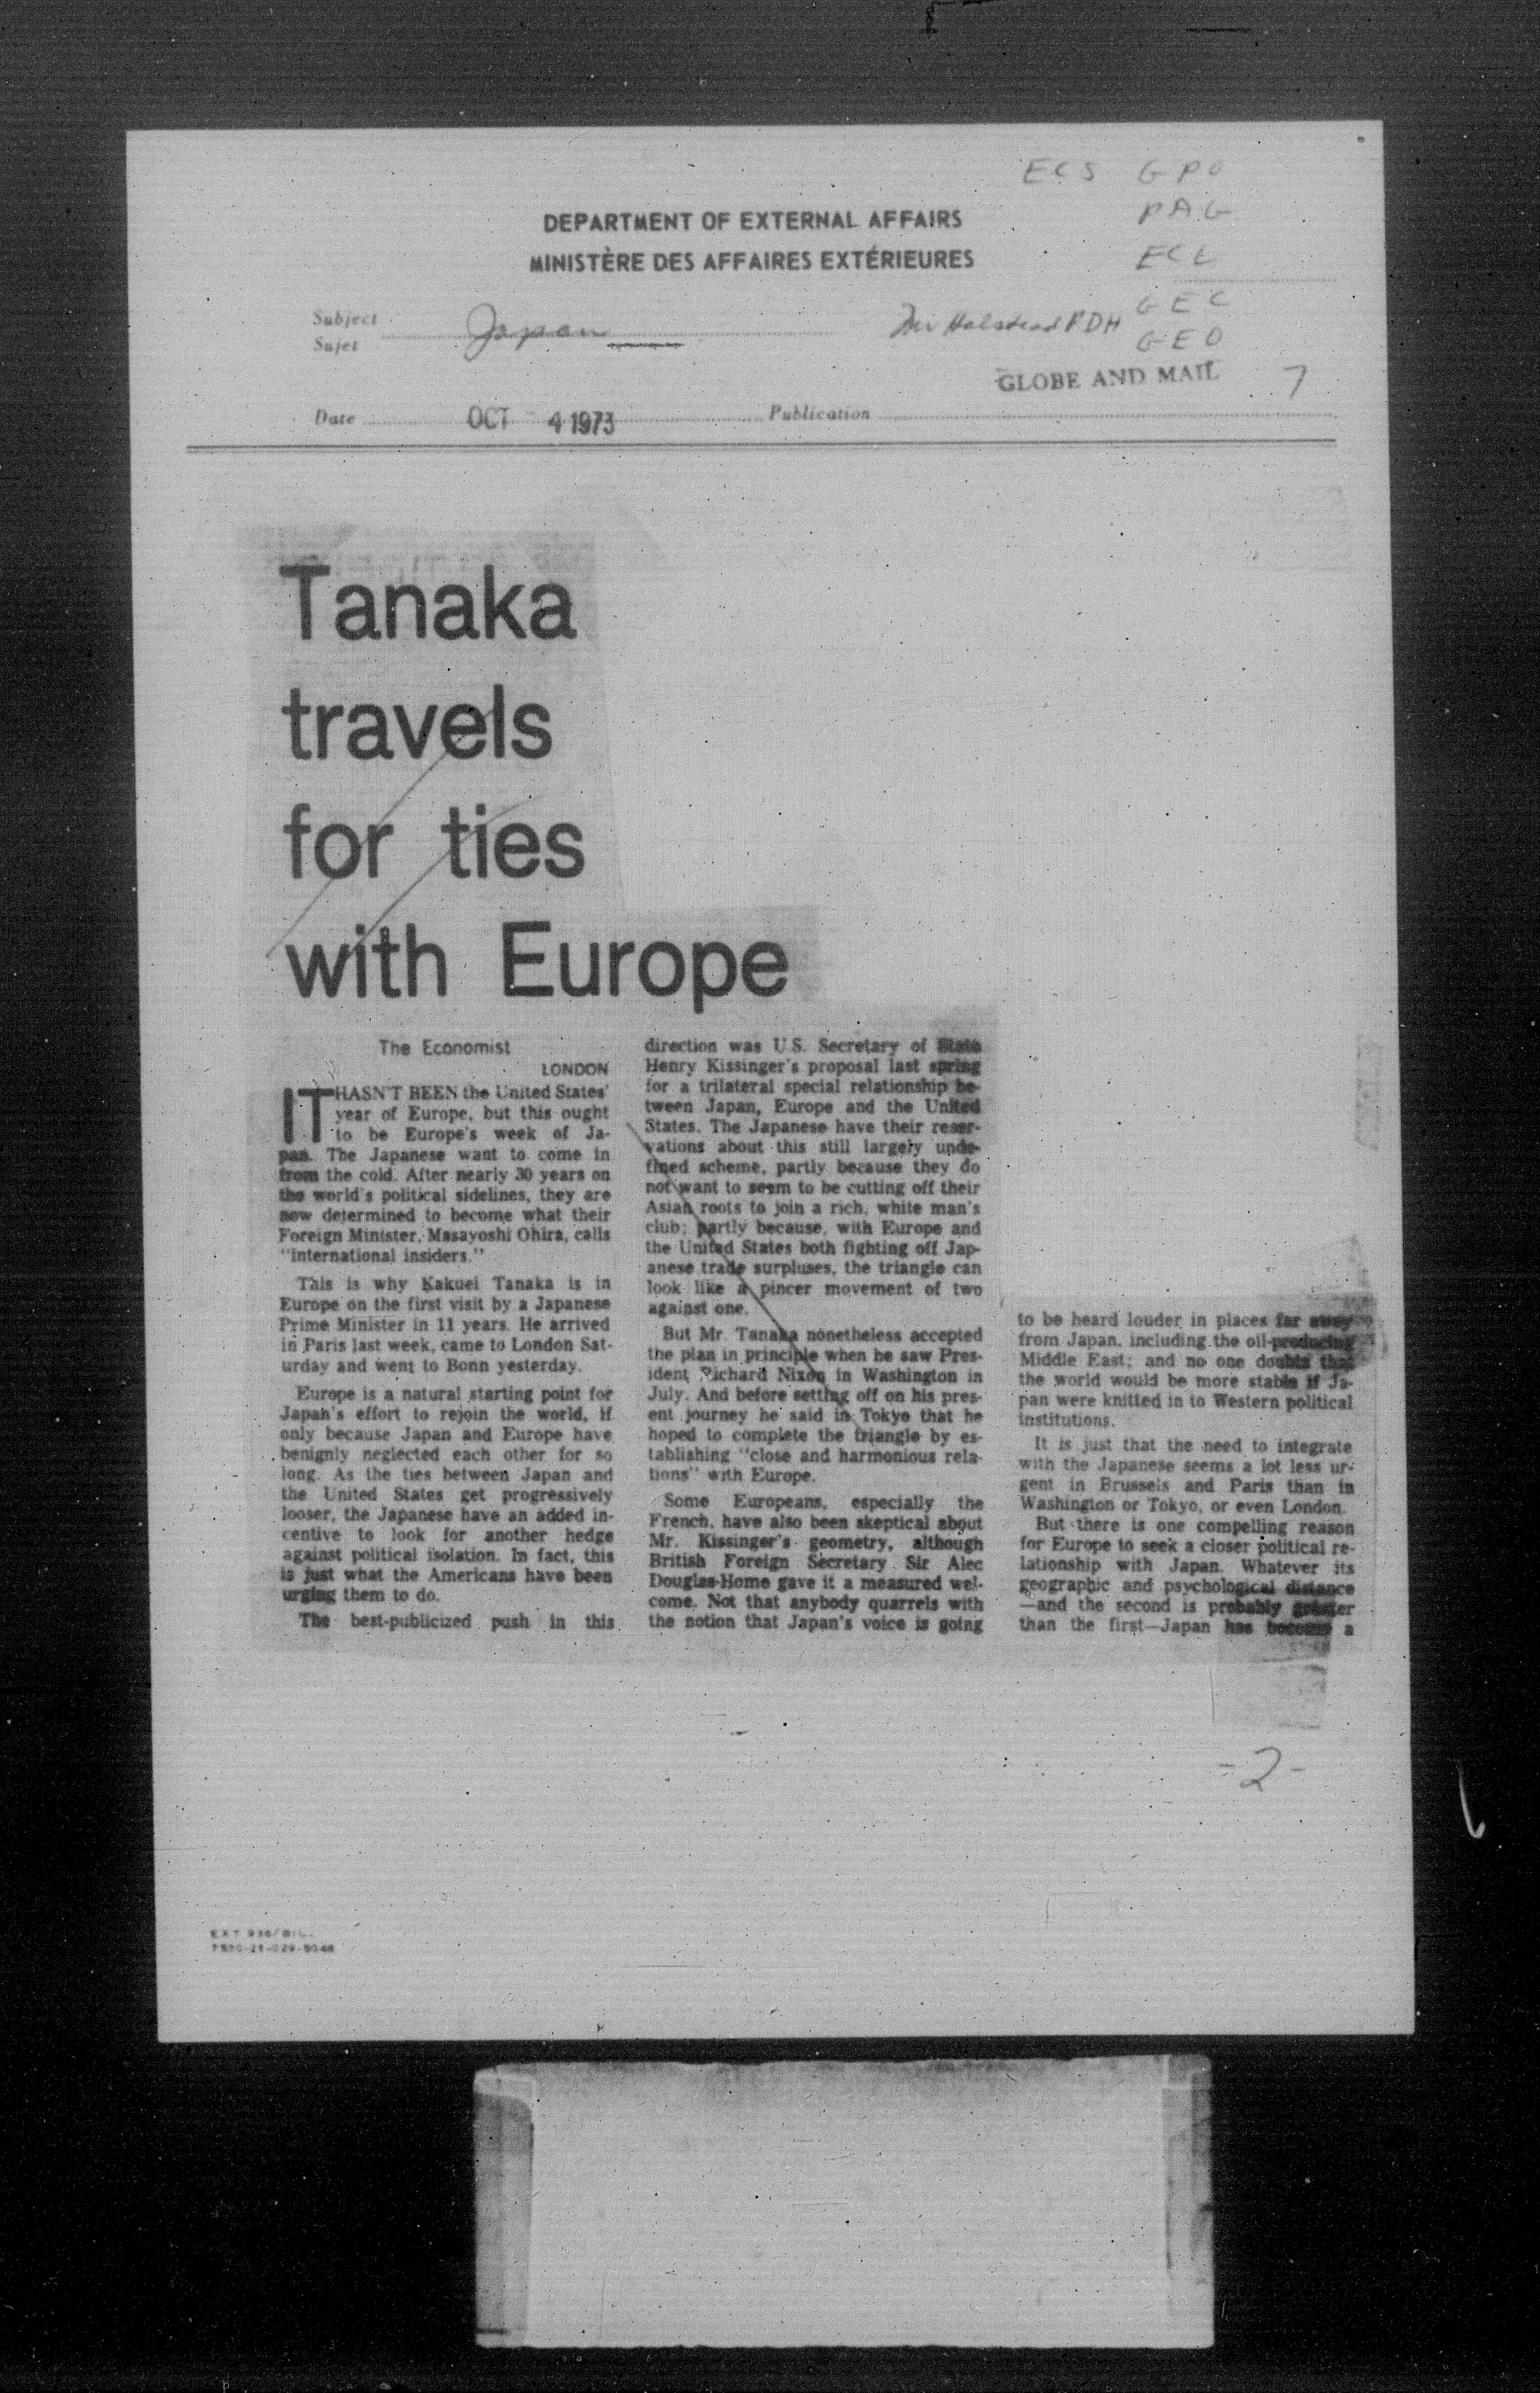 ECS GPO
PAG
DEPARTMENT OF EXTERNAL AFFAIRS
MINISTÈRE DES AFFAIRES EXTÉRIEURES
ECL
Subject
Sujet
Japan
Mr Halstead PDH
GEC
GEO
GLOBE AND MAIL
7
Date
OCT - 4 1973
Publication
Tanaka
travels
for ties
with Europe
The Economist
LONDON
IT HASN'T BEEN the United States'
year of Europe, but this ought
to be Europe's week of Ja-
pan. The Japanese want to come in
from the cold. After nearly 30 years on
the world's political sidelines, they are
now determined to become what their
Foreign Minister, Masayoshi Ohira, calls
"international insiders."
This is why Kakuei Tanaka is in
Europe on the first visit by a Japanese
Prime Minister in 11 years. He arrived
in Paris last week, came to London Sat-
urday and went to Bonn yesterday.
Europe is a natural starting point for
Japan's effort to rejoin the world, if
only because Japan and Europe have
benignly neglected each other for so
long. As the ties between Japan and
the United States get progressively
looser, the Japanese have an added in-
centive to look for another hedge
against political isolation. In fact, this
is just what the Americans have been
urging them to do.
The best-publicized push in this
direction was U.S. Secretary of State
Henry Kissinger's proposal last spring
for a trilateral special relationship be-
tween Japan, Europe and the United
States. The Japanese have their reser-
vations about this still largely unde-
fined scheme, partly because they do
not want to seem to be cutting off their
Asian roots to join a rich, white man's
club; partly because, with Europe and
the United States both fighting off Jap-
anese trade surpluses, the triangle can
look like a pincer movement of two
against one.
But Mr. Tanaka nonetheless accepted
the plan in principle when he saw Pres-
ident Richard Nixon in Washington in
July. And before setting off on his pres-
ent journey he said in Tokyo that he
hoped to complete the triangle by es-
tablishing "close and harmonious rela-
tions" with Europe.
Some Europeans, especially the
French, have also been skeptical about
Mr. Kissinger's geometry, although
British Foreign Secretary Sir Alec
Douglas-Home gave it a measured wel-
come. Not that anybody quarrels with
the notion that Japan's voice is going
to be heard louder in places far away
from Japan, including the oil-producing
Middle East; and no one doubts that
the world would be more stable if Ja-
pan were knitted in to Western political
institutions.
It is just that the need to integrate
with the Japanese seems a lot less ur-
gent in Brussels and Paris than in
Washington or Tokyo, or even London.
But there is one compelling reason
for Europe to seek a closer political re-
lationship with Japan. Whatever its
geographic and psychological distance
—and the second is probably greater
than the first—Japan has become a
-2-
EXT 936/BIL.